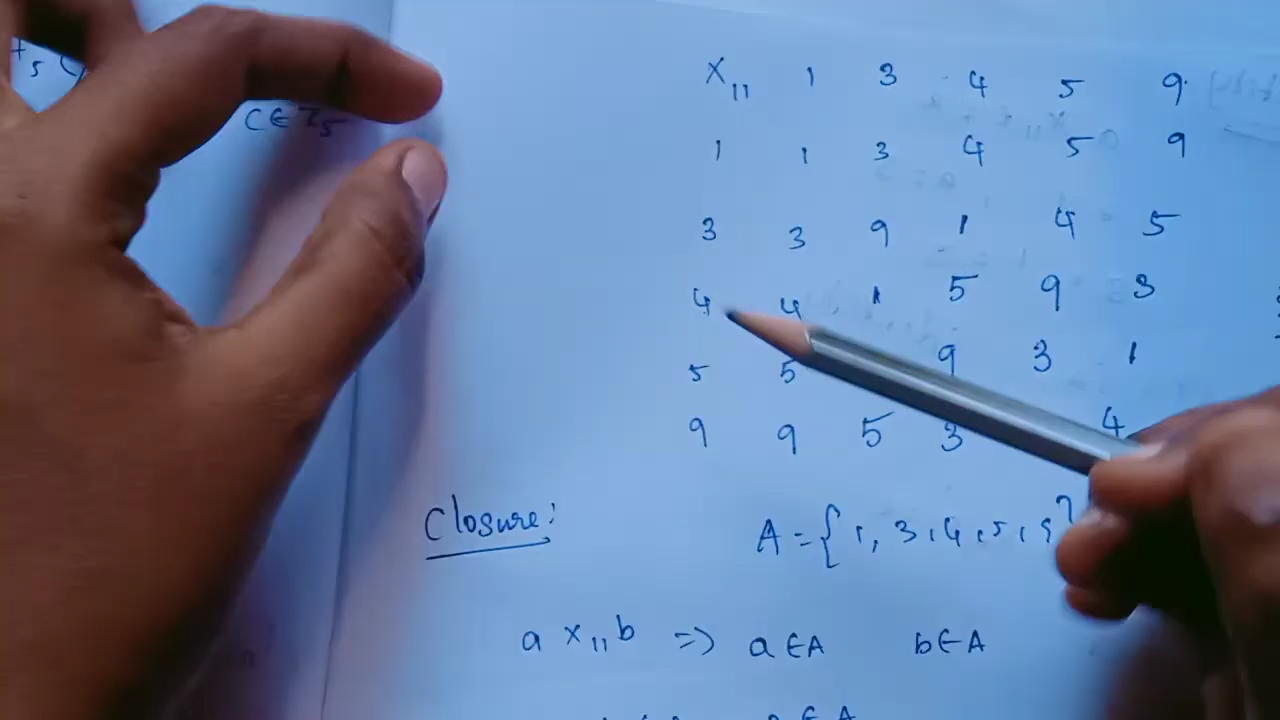 C ∈ Z₅
X₁₁ 1 3 4 5 9
1 1 3 4 5 9
3 3 9 1 4 5
4 4 1 5 9 3
5 5 9 3 1
9 9 5 3 4
Closure:
A = { 1, 3, 4, 5, 9 }
a X₁₁ b => a ∈ A b ∈ A